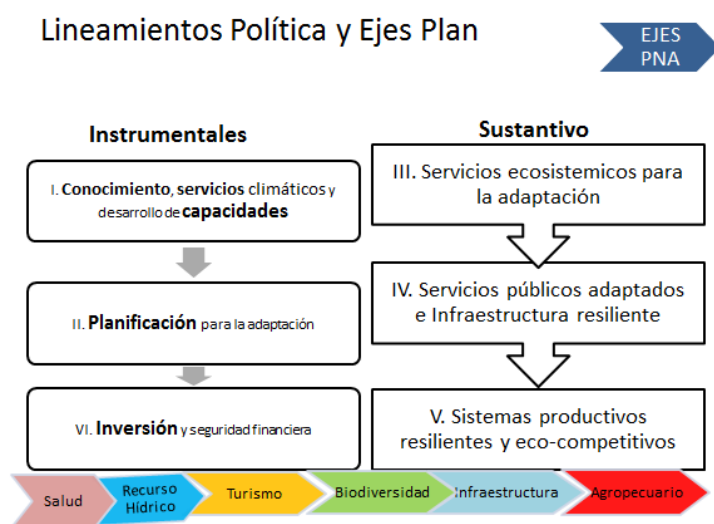 Lineamientos Política y Ejes Plan
EJES
PNA
Instrumentales
I. Conocimiento, servicios climáticos y
desarrollo de capacidades
II. Planificación para la adaptación
VI. Inversión y seguridad financiera
Sustantivo
III. Servicios ecosistemicos para
la adaptación
IV. Servicios públicos adaptados
e Infraestructura resiliente
V. Sistemas productivos
resilientes y eco-competitivos
Salud
Recurso
Hídrico
Turismo
Biodiversidad
Infraestructura
Agropecuario